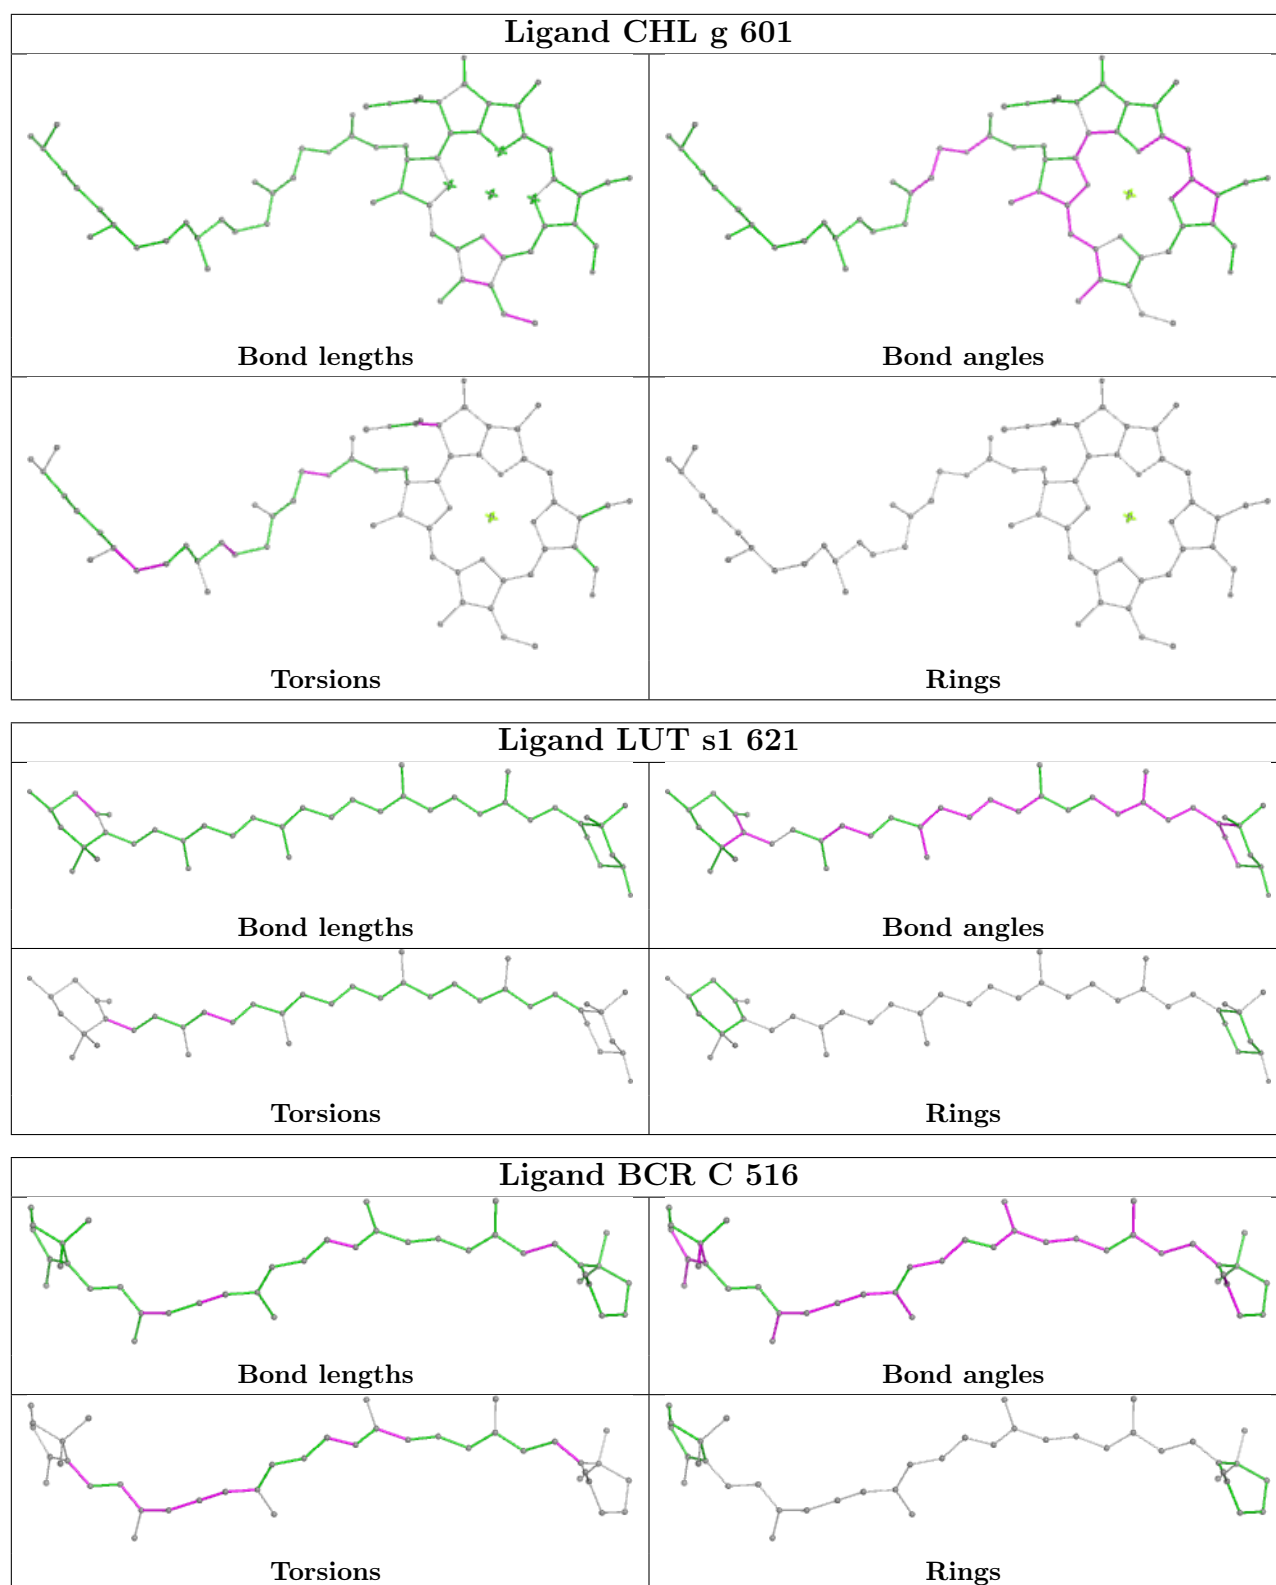 Ligand CHL g 601
Bond lengths Bond angles
Torsions Rings
Ligand LUT s1 621
Bond lengths Bond angles
Torsions Rings
Ligand BCR C 516
Bond lengths Bond angles
Torsions Rings